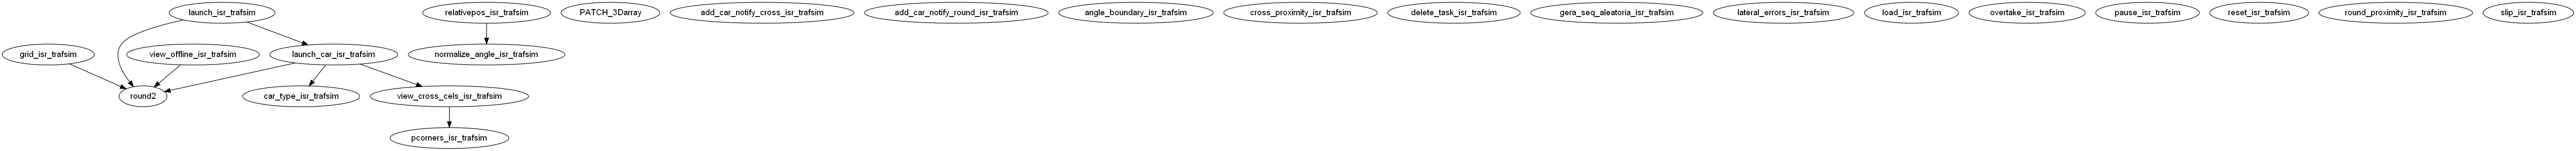 launch_isr_trafsim
relativepos_isr_trafsim
PATCH_3Darray
add_car_notify_cross_isr_trafsim
add_car_notify_round_isr_trafsim
angle_boundary_isr_trafsim
cross_proximity_isr_trafsim
delete_task_isr_trafsim
gera_seq_aleatoria_isr_trafsim
lateral_errors_isr_trafsim
load_isr_trafsim
overtake_isr_trafsim
pause_isr_trafsim
reset_isr_trafsim
round_proximity_isr_trafsim
slip_isr_trafsim
grid_isr_trafsim
view_offline_isr_trafsim
launch_car_isr_trafsim
normalize_angle_isr_trafsim
round2
car_type_isr_trafsim
view_cross_cels_isr_trafsim
pcorners_isr_trafsim